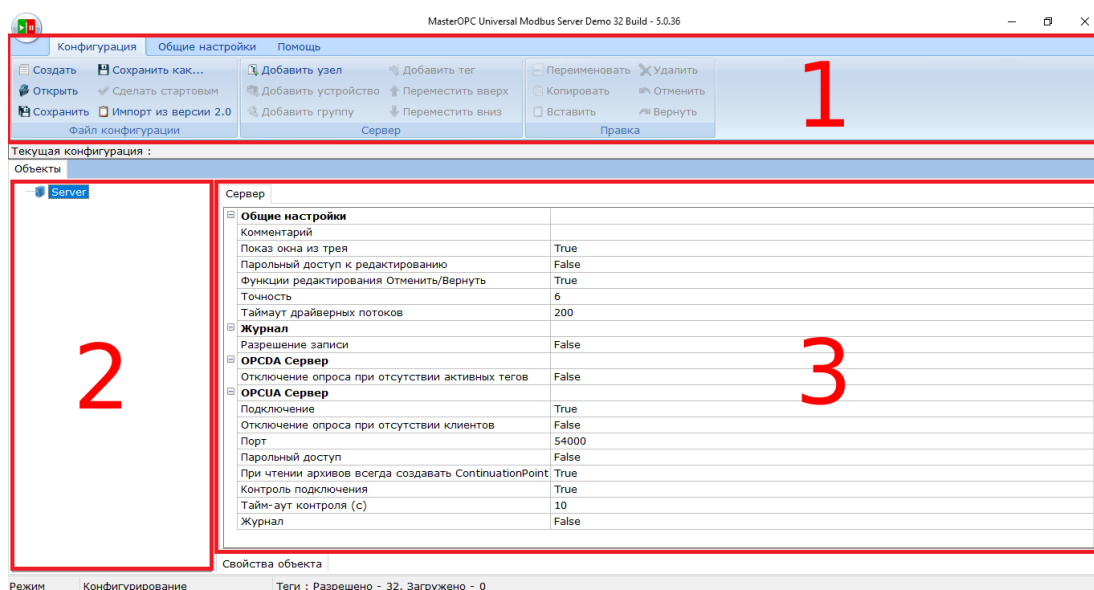 MasterOPC Universal Modbus Server Demo 32 Build - 5.0.36
Конфигурация Общие настройки Помощь
Создать Сохранить как... Добавить узел Добавить тег Переименовать Удалить
Открыть Сделать стартовым Добавить устройство Переместить вверх Копировать Отменить
Сохранить Импорт из версии 2.0 Добавить группу Переместить вниз Вставить Вернуть
Файл конфигурации Сервер Правка
1
Текущая конфигурация :
Объекты
Server
2
Сервер
Общие настройки
Комментарий
Показ окна из трея True
Парольный доступ к редактированию False
Функции редактирования Отменить/Вернуть True
Точность 6
Таймаут драйверных потоков 200
Журнал
Разрешение записи False
OPCDA Сервер
Отключение опроса при отсутствии активных тегов False
OPCUA Сервер
Подключение True
Отключение опроса при отсутствии клиентов False
Порт 54000
Парольный доступ False
При чтении архивов всегда создавать ContinuationPoint True
Контроль подключения True
Тайм-аут контроля (с) 10
Журнал False
3
Свойства объекта
Режим Конфигурирование Теги : Разрешено - 32, Загружено - 0